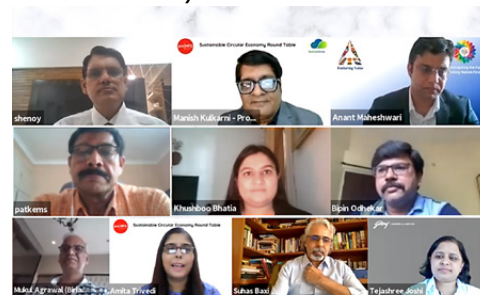 Sustainable Circular Economy Round Table
shenoy
Manish Kulkarni - Pro...
Anant Maheshwari
patkems
Khushboo Bhatia
Bipin Odhekar
Sustainable Circular Economy Round Table
Mukul Agrawal (Birla
Amita Trivedi
Suhas Baxi
Tejashree Joshi